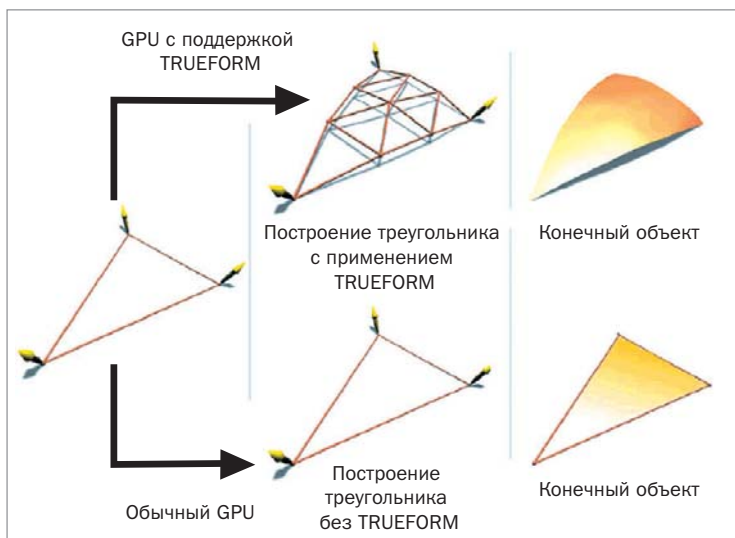 GPU с поддержкой
TRUEFORM
Построение треугольника
с применением
TRUEFORM
Конечный объект
Обычный GPU
Построение
треугольника
без TRUEFORM
Конечный объект